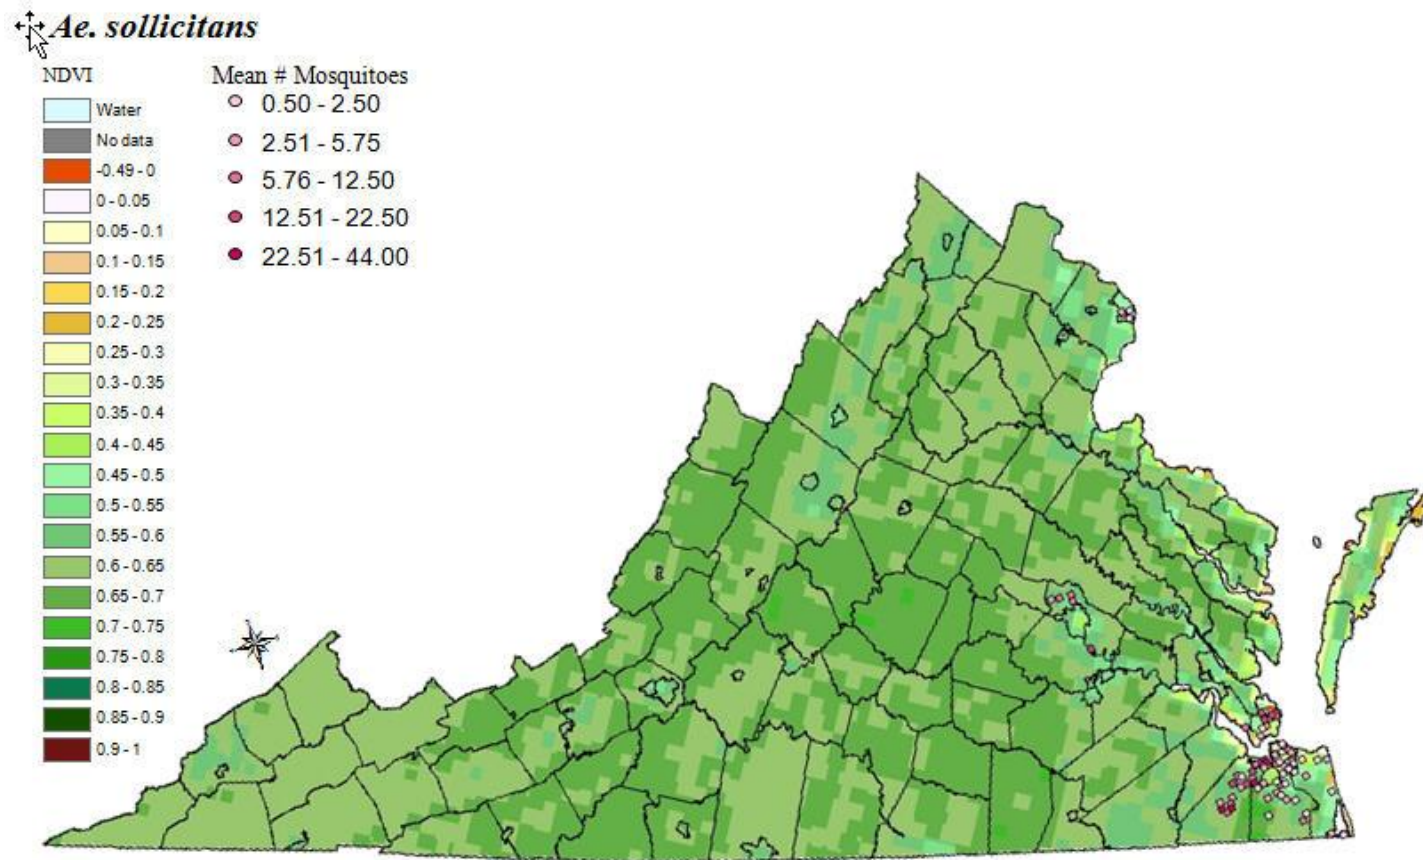 Ae. sollicitans
NDVI
Water
No data
-0.49 - 0
0 - 0.05
0.05 - 0.1
0.1 - 0.15
0.15 - 0.2
0.2 - 0.25
0.25 - 0.3
0.3 - 0.35
0.35 - 0.4
0.4 - 0.45
0.45 - 0.5
0.5 - 0.55
0.55 - 0.6
0.6 - 0.65
0.65 - 0.7
0.7 - 0.75
0.75 - 0.8
0.8 - 0.85
0.85 - 0.9
0.9 - 1
Mean # Mosquitoes
0.50 - 2.50
2.51 - 5.75
5.76 - 12.50
12.51 - 22.50
22.51 - 44.00